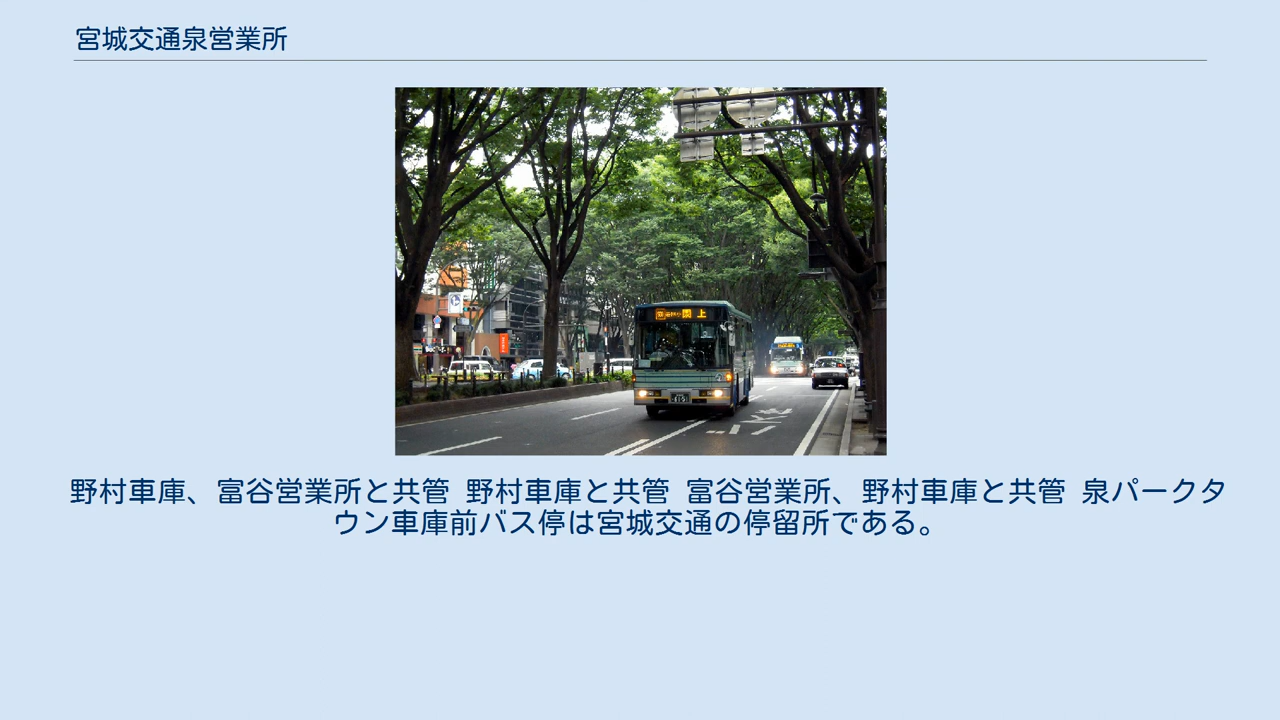 宮城交通泉営業所
閖上
野村車庫、富谷営業所と共管 野村車庫と共管 富谷営業所、野村車庫と共管 泉パークタ
ウン車庫前バス停は宮城交通の停留所である。